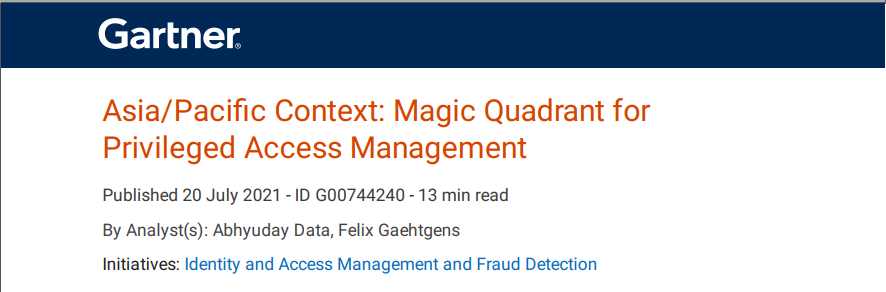 Gartner®
Asia/Pacific Context: Magic Quadrant for
Privileged Access Management
Published 20 July 2021 - ID G00744240 - 13 min read
By Analyst(s): Abhyuday Data, Felix Gaehtgens
Initiatives: Identity and Access Management and Fraud Detection